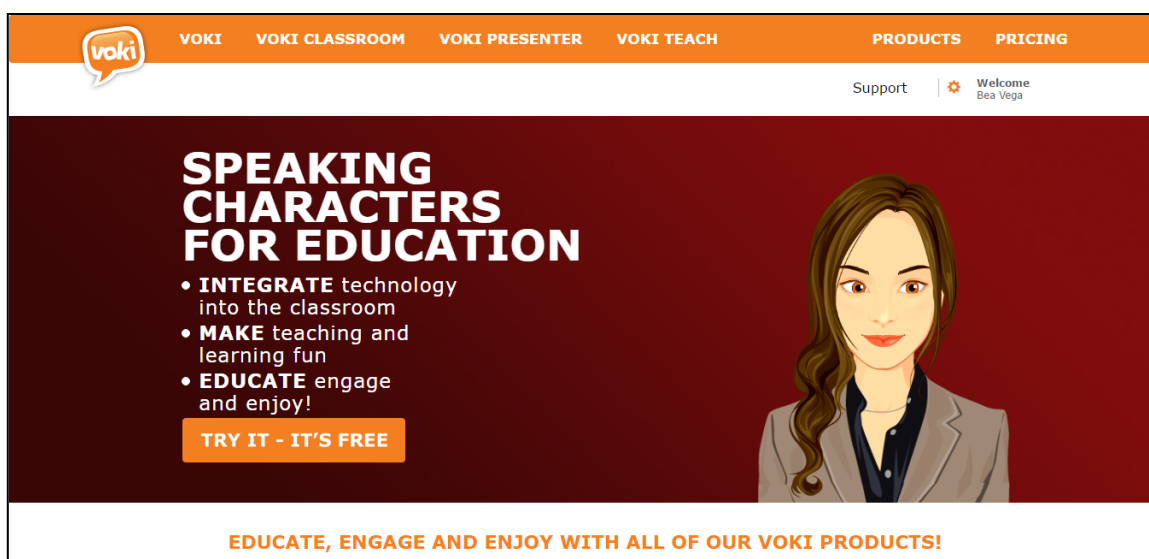 voki
VOKI VOKI CLASSROOM VOKI PRESENTER VOKI TEACH PRODUCTS PRICING
Support
Welcome
Bea Vega
SPEAKING
CHARACTERS
FOR EDUCATION
• INTEGRATE technology
into the classroom
• MAKE teaching and
learning fun
• EDUCATE engage
and enjoy!
TRY IT - IT'S FREE
EDUCATE, ENGAGE AND ENJOY WITH ALL OF OUR VOKI PRODUCTS!